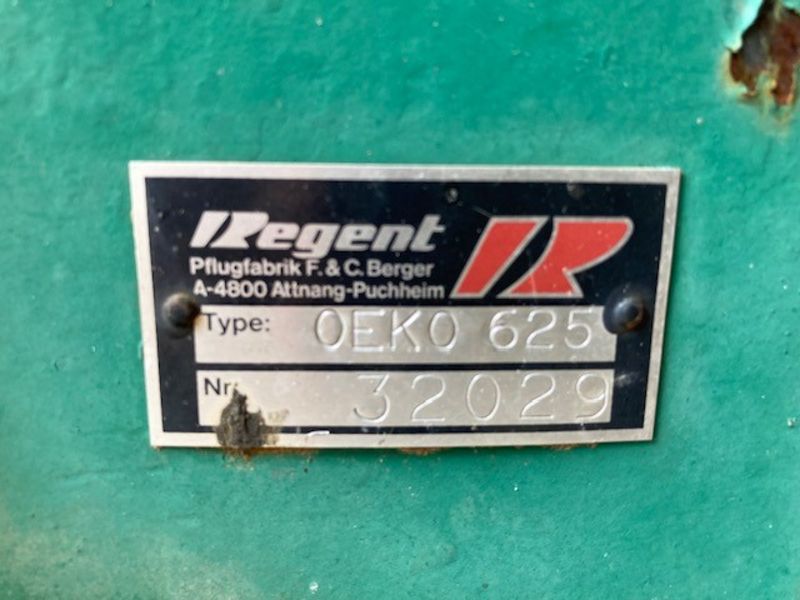 Regent
Pflugfabrik F. & C. Berger
A-4800 Attnang-Puchheim
Type: OEKO 625
Nr. 32029